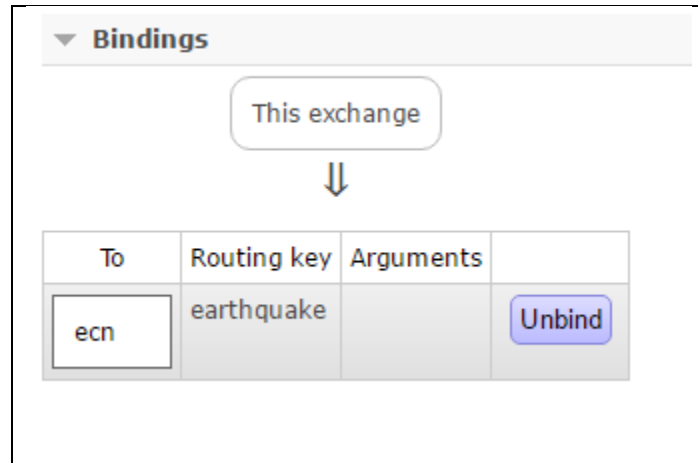 Bindings
This exchange
⇓
To Routing key Arguments
ecn earthquake Unbind